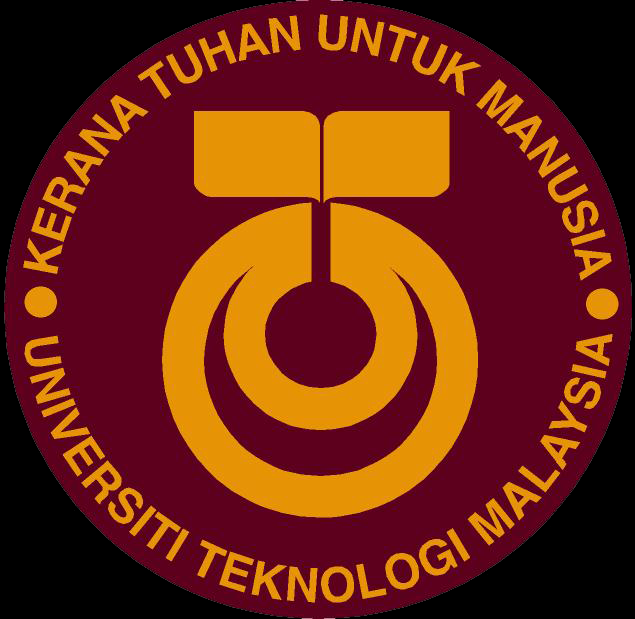 KERANA TUHAN UNTUK MANUSIA
UNIVERSITI TEKNOLOGI MALAYSIA